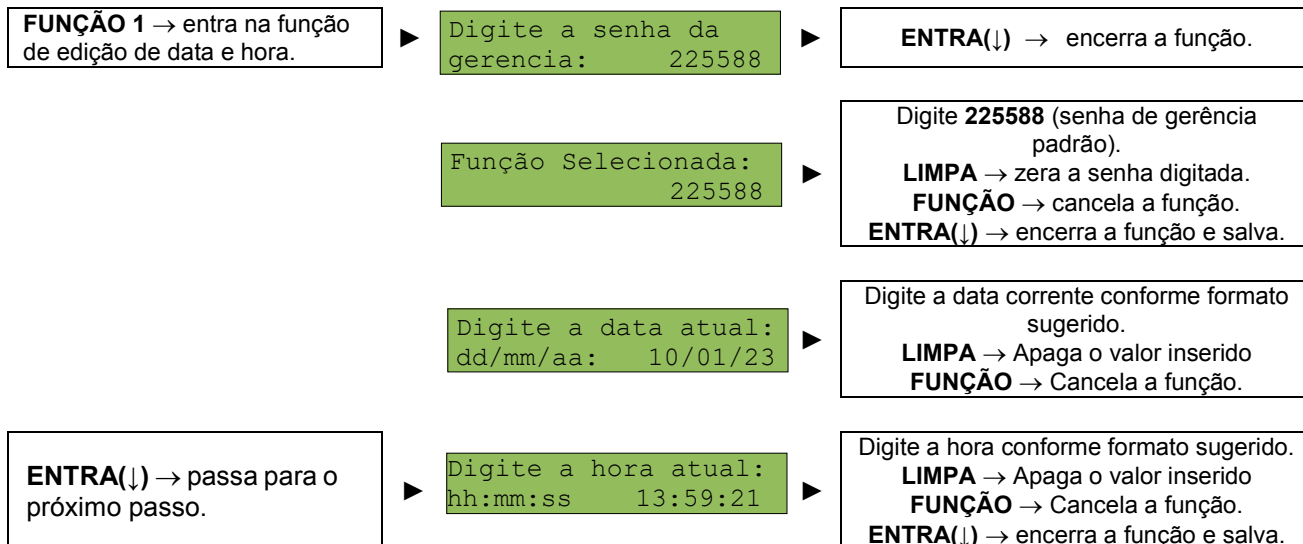 FUNÇÃO 1 → entra na função
de edição de data e hora.
►
Digite a senha da
gerencia: 225588
►
ENTRA(↓) → encerra a função.
Função Selecionada:
225588
►
Digite 225588 (senha de gerência
padrão).
LIMPA → zera a senha digitada.
FUNÇÃO → cancela a função.
ENTRA(↓) → encerra a função e salva.
Digite a data atual:
dd/mm/aa: 10/01/23
►
Digite a data corrente conforme formato
sugerido.
LIMPA → Apaga o valor inserido
FUNÇÃO → Cancela a função.
ENTRA(↓) → passa para o
próximo passo.
►
Digite a hora atual:
hh:mm:ss 13:59:21
►
Digite a hora conforme formato sugerido.
LIMPA → Apaga o valor inserido
FUNÇÃO → Cancela a função.
ENTRA(↓) → encerra a função e salva.